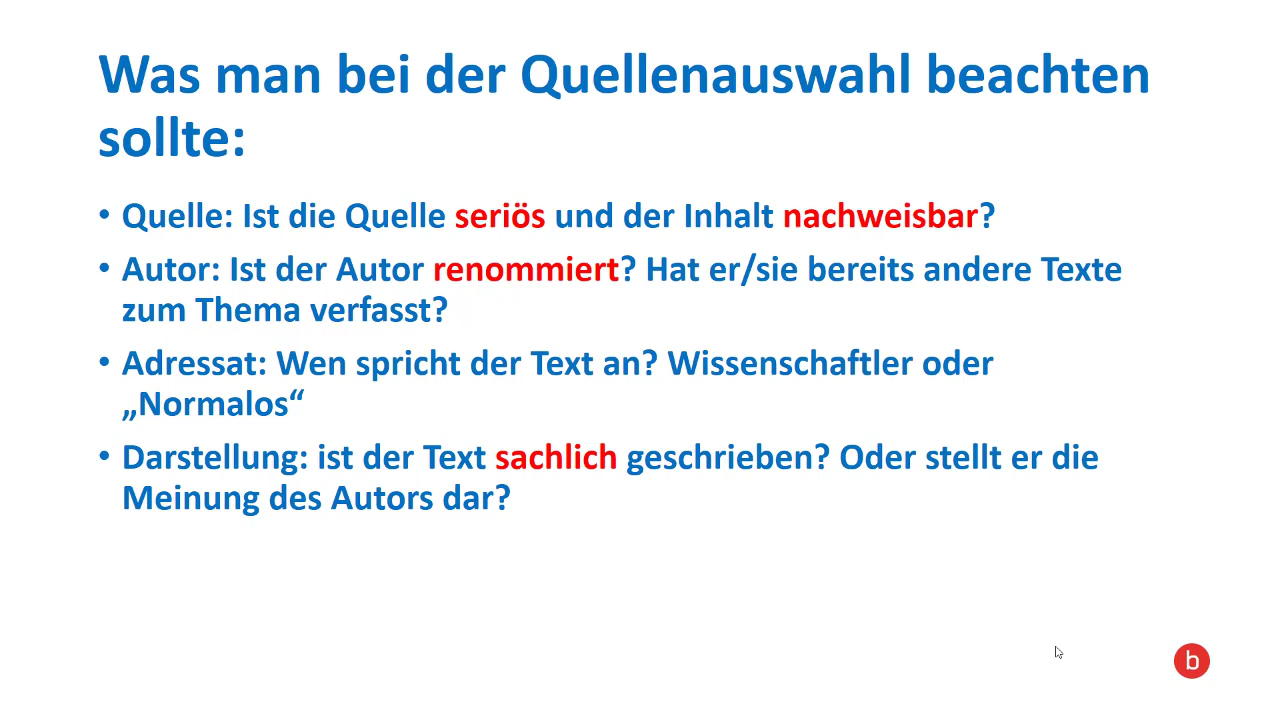 Was man bei der Quellenauswahl beachten
sollte:
• Quelle: Ist die Quelle seriös und der Inhalt nachweisbar?
• Autor: Ist der Autor renommiert? Hat er/sie bereits andere Texte
zum Thema verfasst?
• Adressat: Wen spricht der Text an? Wissenschaftler oder
„Normalos“
• Darstellung: ist der Text sachlich geschrieben? Oder stellt er die
Meinung des Autors dar?
b